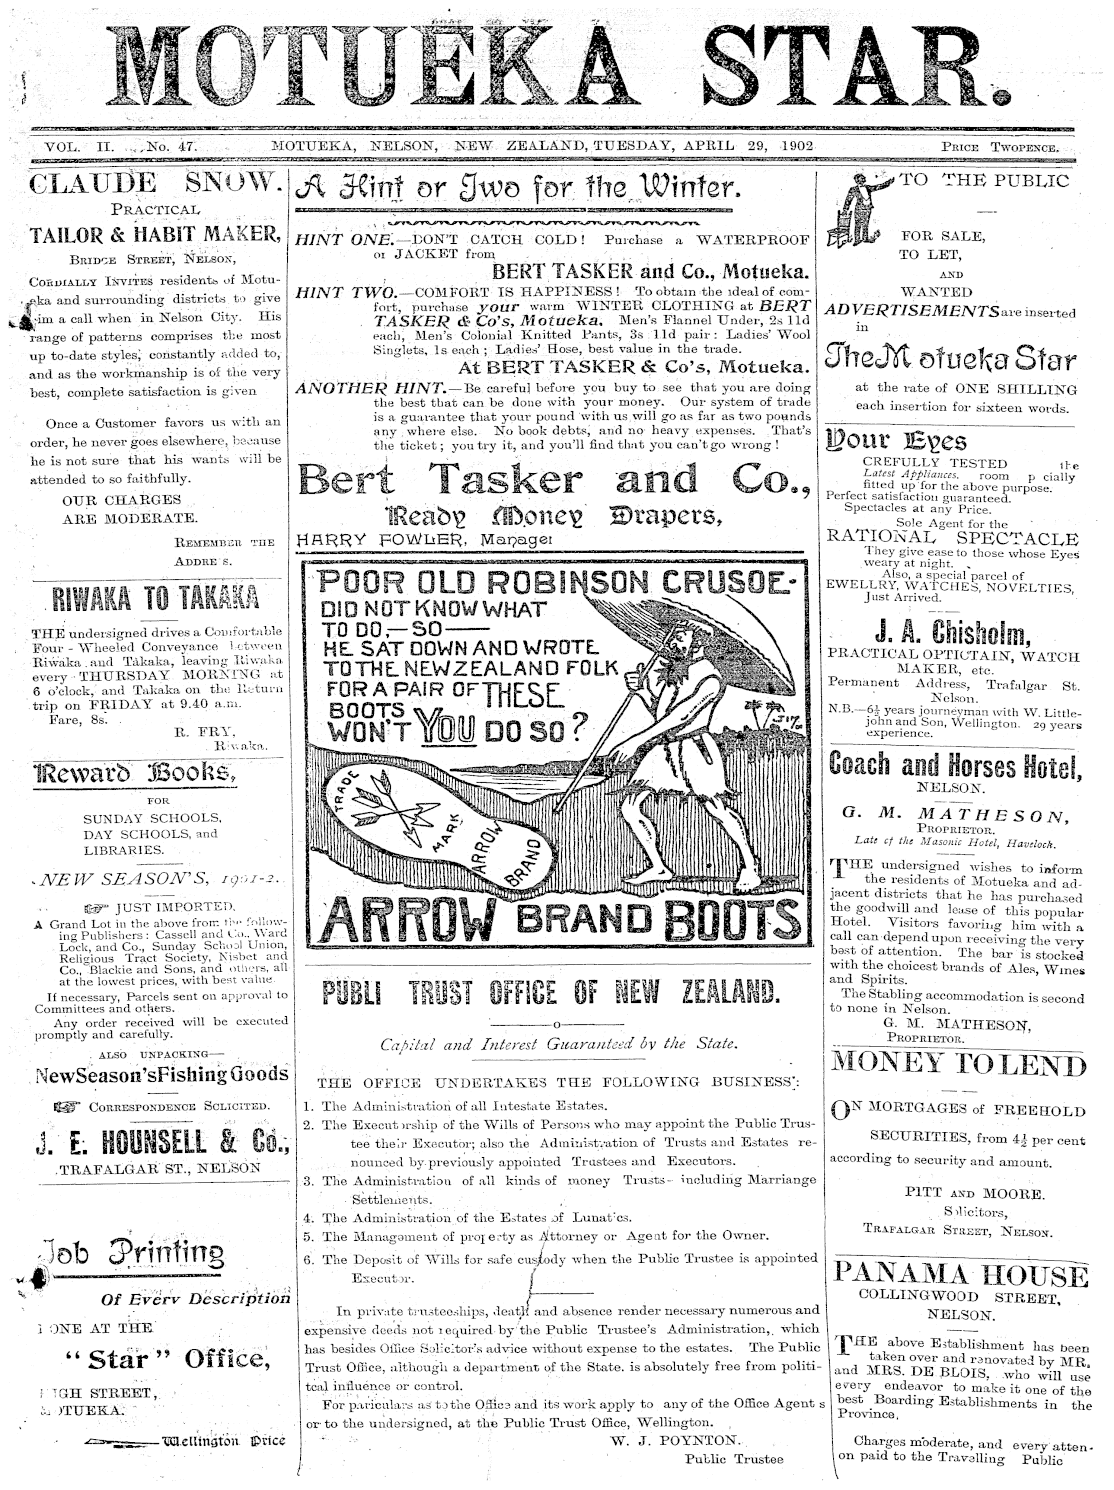 MOTUEKA STAR.
VOL. II. No. 47. MOTUEKA, NELSON, NEW ZEALAND, TUESDAY, APRIL 29, 1902 PRICE TWOPENCE.
CLAUDE SNOW.
PRACTICAL
TAILOR & HABIT MAKER,
BRIDGE STREET, NELSON,
CORDIALLY INVITES residents of Motu-
eka and surrounding districts to give
im a call when in Nelson City. His
range of patterns comprises the most
up to-date styles, constantly added to,
and as the workmanship is of the very
best, complete satisfaction is given
Once a Customer favors us with an
order, he never goes elsewhere, because
he is not sure that his wants will be
attended to so faithfully.
OUR CHARGES
ARE MODERATE.
REMEMBER THE
ADDRE S.
RIWAKA TO TAKAKA
THE undersigned drives a Comfortable
Four - Wheeled Conveyance between
Riwaka and Takaka, leaving Riwaka
every THURSDAY MORNING at
6 o'clock, and Takaka on the Return
trip on FRIDAY at 9.40 a.m.
Fare, 8s.
R. FRY,
Riwaka.
Reward Books,
FOR
SUNDAY SCHOOLS,
DAY SCHOOLS, and
LIBRARIES.
NEW SEASON'S, 1901-2.
JUST IMPORTED,
A Grand Lot in the above from the follow-
ing Publishers: Cassell and Co., Ward
Lock, and Co., Sunday School Union,
Religious Tract Society, Nisbet and
Co., Blackie and Sons, and others, all
at the lowest prices, with best value
If necessary, Parcels sent on approval to
Committees and others.
Any order received will be executed
promptly and carefully.
ALSO UNPACKING—
NewSeason'sFishing Goods
CORRESPONDENCE SOLICITED.
J. E. HOUNSELL & Co.,
TRAFALGAR ST., NELSON
Job Printing
Of Every Description
ONE AT THE
"Star" Office,
IGH STREET,
OTUEKA.
Wellington Price
A Hint or Two for the Winter.
HINT ONE.—DON'T CATCH COLD! Purchase a WATERPROOF
or JACKET from
BERT TASKER and Co., Motueka.
HINT TWO.—COMFORT IS HAPPINESS! To obtain the ideal of com-
fort, purchase your warm WINTER CLOTHING at BERT
TASKER & Co's, Motueka. Men's Flannel Under, 2s 11d
each, Men's Colonial Knitted Pants, 3s 11d pair: Ladies' Wool
Singlets, 1s each; Ladies' Hose, best value in the trade.
At BERT TASKER & Co's, Motueka.
ANOTHER HINT.—Be careful before you buy to see that you are doing
the best that can be done with your money. Our system of trade
is a guarantee that your pound with us will go as far as two pounds
any where else. No book debts, and no heavy expenses. That's
the ticket; you try it, and you'll find that you can't go wrong!
Bert Tasker and Co.,
Ready Money Drapers,
HARRY FOWLER, Manager
POOR OLD ROBINSON CRUSOE-
DID NOT KNOW WHAT
TO DO,—SO—
HE SAT DOWN AND WROTE
TO THE NEW ZEALAND FOLK
FOR A PAIR OF THESE
BOOTS
WON'T YOU DO SO?
TRADE
MARK
ARROW
BRAND
ARROW BRAND BOOTS
PUBLI TRUST OFFICE OF NEW ZEALAND.
Capital and Interest Guaranteed by the State.
THE OFFICE UNDERTAKES THE FOLLOWING BUSINESS:
1. The Administration of all Intestate Estates.
2. The Executorship of the Wills of Persons who may appoint the Public Trus-
tee their Executor; also the Administration of Trusts and Estates re-
nounced by previously appointed Trustees and Executors.
3. The Administration of all kinds of money Trusts— including Marriange
Settlements.
4. The Administration of the Estates of Lunatics.
5. The Management of property as Attorney or Agent for the Owner.
6. The Deposit of Wills for safe custody when the Public Trustee is appointed
Executor.
In private trusteeships, death and absence render necessary numerous and
expensive deeds not required by the Public Trustee's Administration, which
has besides Office Solicitor's advice without expense to the estates. The Public
Trust Office, although a department of the State. is absolutely free from politi-
tcal influence or control.
For pariculars as to the Office and its work apply to any of the Office Agent s
or to the undersigned, at the Public Trust Office, Wellington.
W. J. POYNTON.
Public Trustee
TO THE PUBLIC
FOR SALE,
TO LET,
AND
WANTED
ADVERTISEMENTS are inserted
in
The Motueka Star
at the rate of ONE SHILLING
each insertion for sixteen words.
Your Eyes
CREFULLY TESTED the
Latest Appliances. room p cially
fitted up for the above purpose.
Perfect satisfaction guaranteed.
Spectacles at any Price.
Sole Agent for the
RATIONAL SPECTACLE
They give ease to those whose Eyes
weary at night.
Also, a special parcel of
EWELLRY, WATCHES, NOVELTIES,
Just Arrived.
J. A. Chisholm,
PRACTICAL OPTICTAIN, WATCH
MAKER, etc.
Permanent Address, Trafalgar St.
Nelson.
N.B.—6½ years journeyman with W. Little-
john and Son, Wellington. 29 years
experience.
Coach and Horses Hotel,
NELSON.
G. M. MATHESON,
PROPRIETOR.
Late of the Masonic Hotel, Havelock.
THE undersigned wishes to inform
the residents of Motueka and ad-
jacent districts that he has purchased
the goodwill and lease of this popular
Hotel. Visitors favoring him with a
call can depend upon receiving the very
best of attention. The bar is stocked
with the choicest brands of Ales, Wines
and Spirits.
The Stabling accommodation is second
to none in Nelson.
G. M. MATHESON,
PROPRIETOR.
MONEY TO LEND
ON MORTGAGES of FREEHOLD
SECURITIES, from 4½ per cent
according to security and amount.
PITT AND MOORE.
Solicitors,
TRAFALGAR STREET, NELSON.
PANAMA HOUSE
COLLINGWOOD STREET,
NELSON.
THE above Establishment has been
taken over and renovated by MR.
and MRS. DE BLOIS, who will use
every endeavor to make it one of the
best Boarding Establishments in the
Province,
Charges moderate, and every atten-
on paid to the Travelling Public